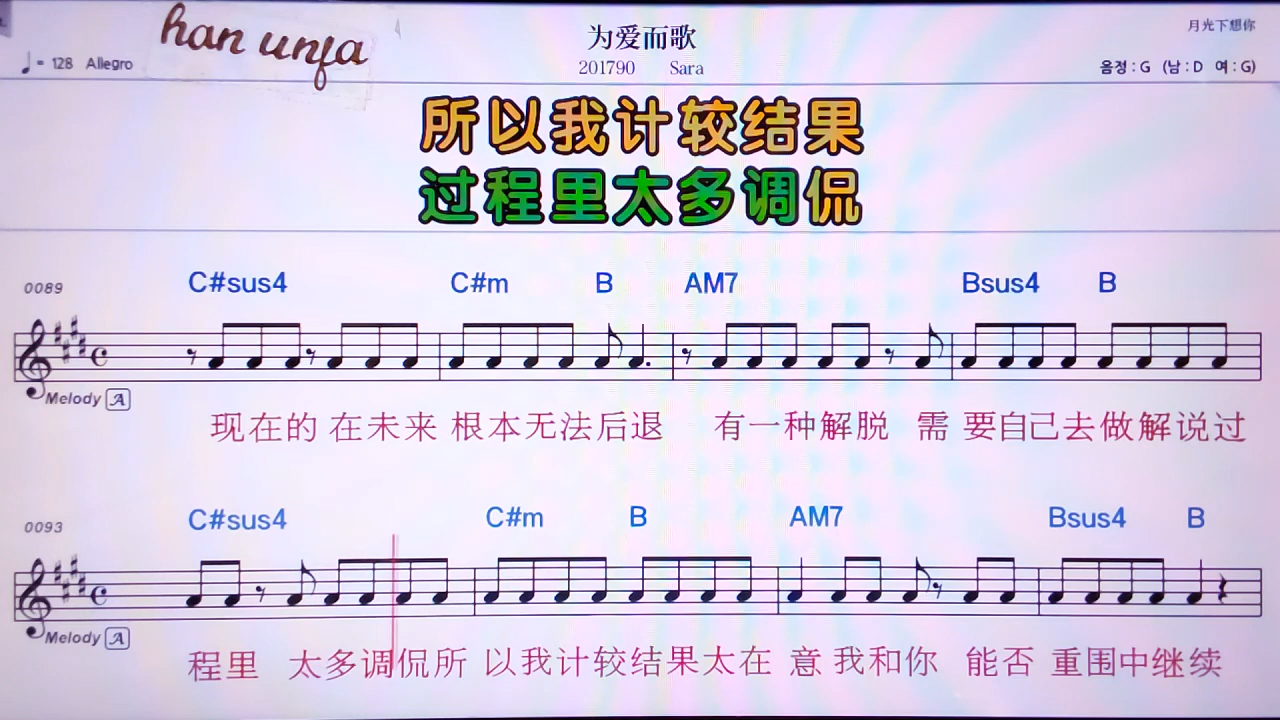 han unja
为爱而歌
月光下想你
♩= 128 Allegro
201790 Sara
음정 : G (남 : D 여 : G)
所以我计较结果
过程里太多调侃
0089
C#sus4 C#m B AM7 Bsus4 B
Melody A
现在的 在未来 根本无法后退 有一种解脱 需 要自己去做解说过
0093
C#sus4 C#m B AM7 Bsus4 B
Melody A
程里 太多调侃所 以我计较结果太在 意 我和你 能否 重围中继续